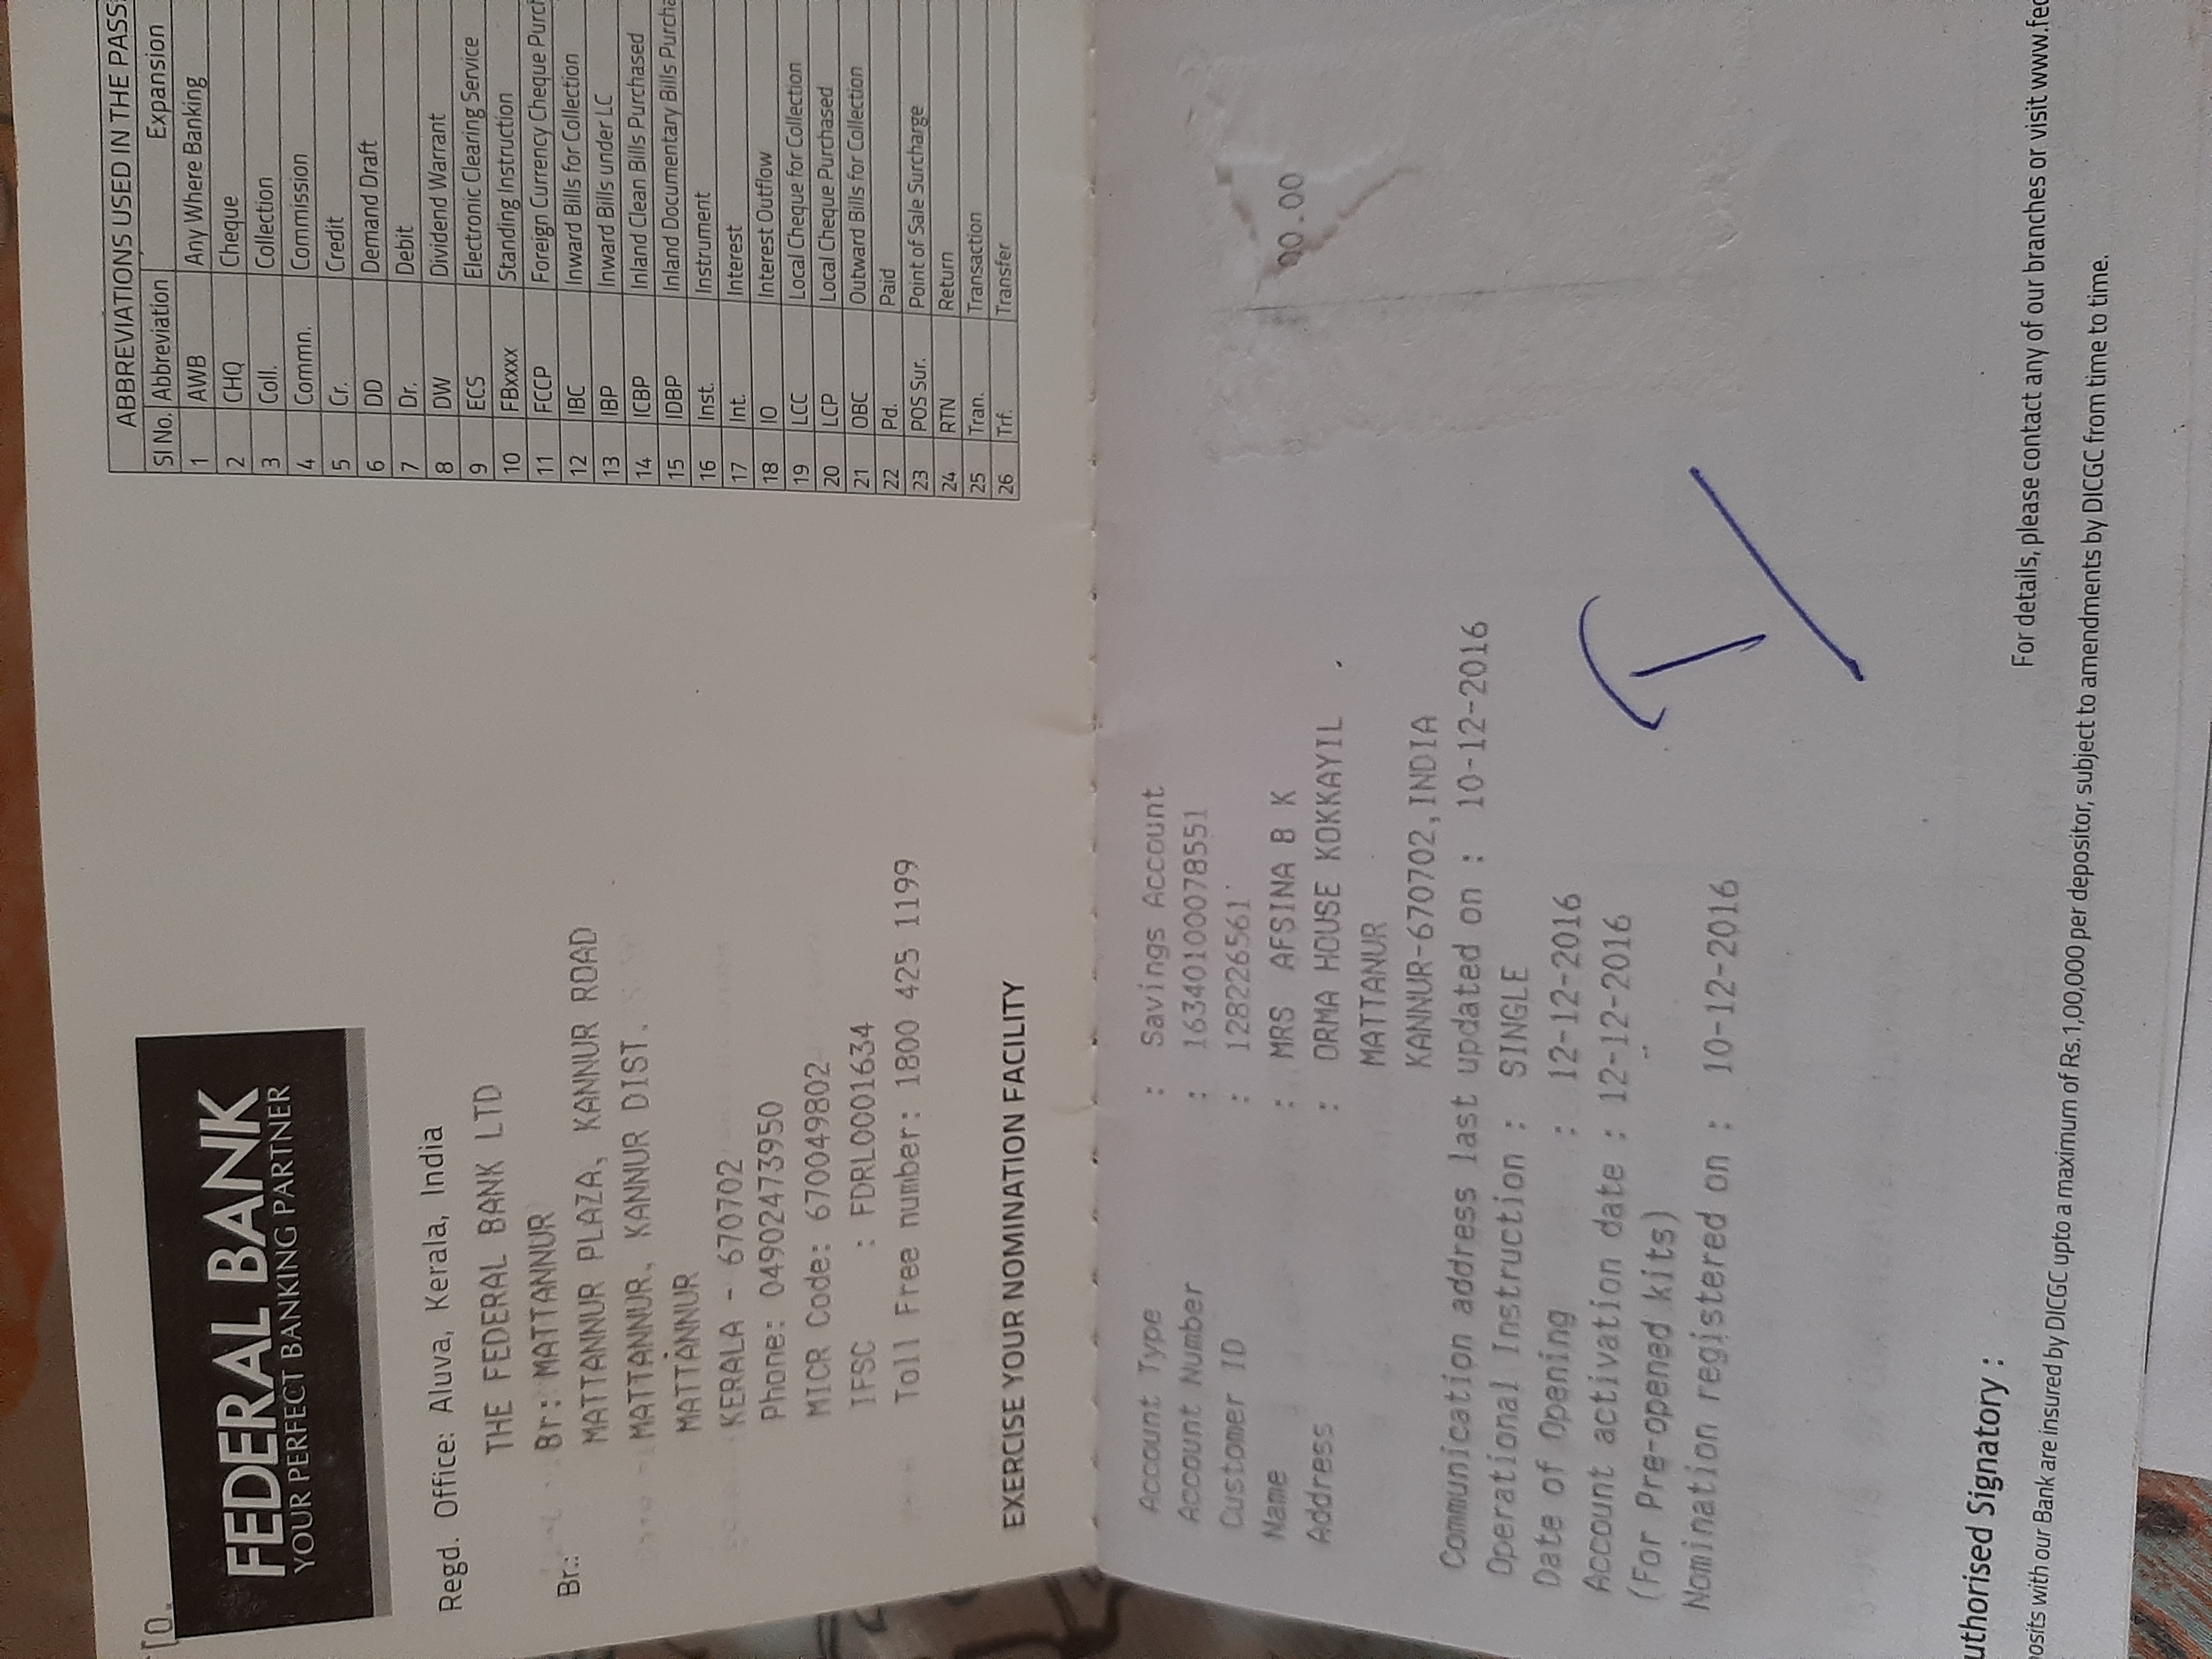 FEDERAL BANK
YOUR PERFECT BANKING PARTNER
Regd. Office: Aluva, Kerala, India
THE FEDERAL BANK LTD
Br.: Br: MATTANNUR
MATTANNUR PLAZA, KANNUR ROAD
MATTANNUR, KANNUR DIST.
MATTANNUR
KERALA - 670702
Phone: 04902473950
MICR Code: 670049802
IFSC : FDRL0001634
Toll Free number: 1800 425 1199
EXERCISE YOUR NOMINATION FACILITY
ABBREVIATIONS USED IN THE PASS
Sl No. Abbreviation Expansion
1 AWB Any Where Banking
2 CHQ Cheque
3 Coll. Collection
4 Commn. Commission
5 Cr. Credit
6 DD Demand Draft
7 Dr. Debit
8 DW Dividend Warrant
9 ECS Electronic Clearing Service
10 FBxxxx Standing Instruction
11 FCCP Foreign Currency Cheque Purch
12 IBC Inward Bills for Collection
13 IBP Inward Bills under LC
14 ICBP Inland Clean Bills Purchased
15 IDBP Inland Documentary Bills Purcha
16 Inst. Instrument
17 Int. Interest
18 IO Interest Outflow
19 LCC Local Cheque for Collection
20 LCP Local Cheque Purchased
21 OBC Outward Bills for Collection
22 Pd. Paid
23 POS Sur. Point of Sale Surcharge
24 RTN Return
25 Tran. Transaction
26 Trf. Transfer
Account Type : Savings Account
Account Number : 16340100078551
Customer ID : 128226561
Name : MRS AFSINA B K
Address : ORMA HOUSE KOKKAYIL
MATTANUR
KANNUR-670702,INDIA
Communication address last updated on : 10-12-2016
Operational Instruction : SINGLE
Date of Opening : 12-12-2016
Account activation date : 12-12-2016
(For Pre-opened kits)
Nomination registered on : 10-12-2016
00.00
uthorised Signatory :
For details, please contact any of our branches or visit www.fed
posits with our Bank are insured by DICGC upto a maximum of Rs.1,00,000 per depositor, subject to amendments by DICGC from time to time.